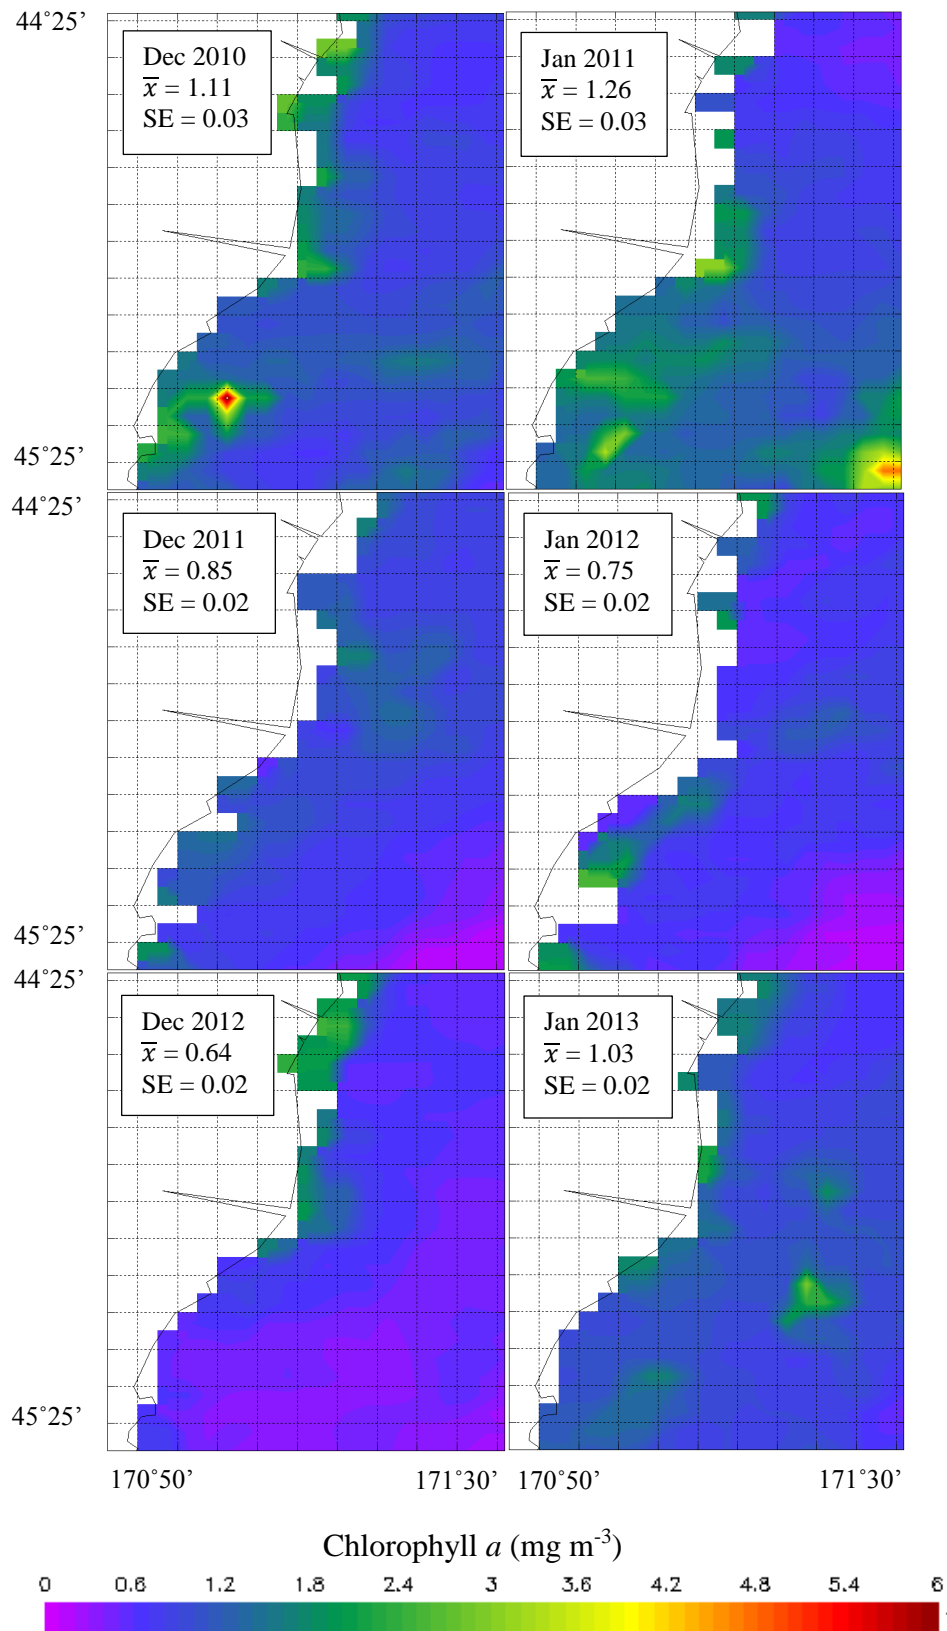 44˚25’
Dec 2010
x̅ = 1.11
SE = 0.03
Jan 2011
x̅ = 1.26
SE = 0.03
45˚25’
44˚25’
Dec 2011
x̅ = 0.85
SE = 0.02
Jan 2012
x̅ = 0.75
SE = 0.02
45˚25’
44˚25’
Dec 2012
x̅ = 0.64
SE = 0.02
Jan 2013
x̅ = 1.03
SE = 0.02
45˚25’
170˚50’ 171˚30’ 170˚50’ 171˚30’
Chlorophyll a (mg m⁻³)
0 0.6 1.2 1.8 2.4 3 3.6 4.2 4.8 5.4 6